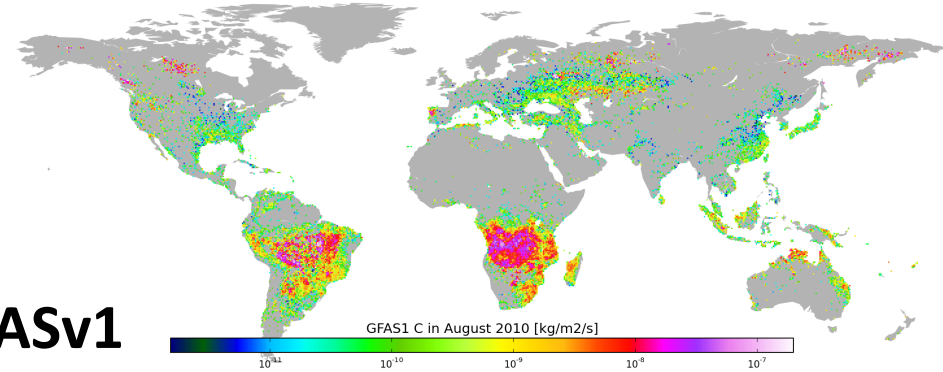 ASv1
GFAS1 C in August 2010 [kg/m2/s]
10⁻¹¹ 10⁻¹⁰ 10⁻⁹ 10⁻⁸ 10⁻⁷